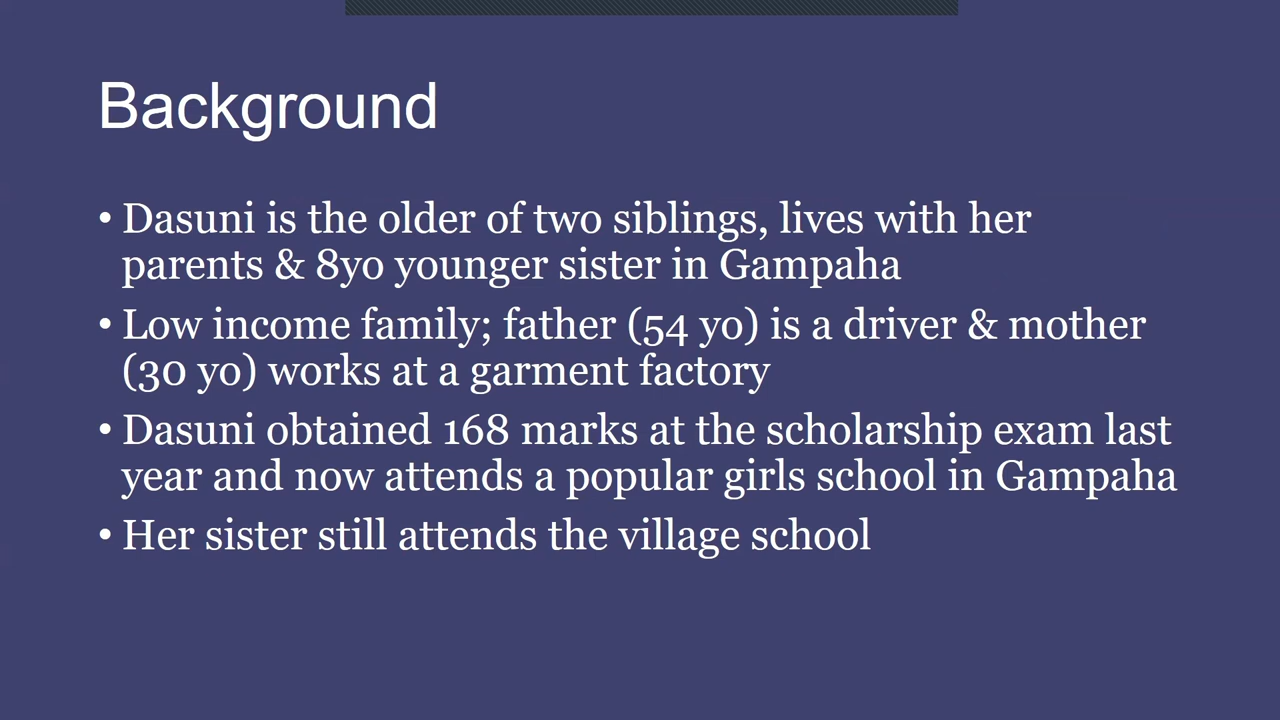 Background
• Dasuni is the older of two siblings, lives with her
parents & 8yo younger sister in Gampaha
• Low income family; father (54 yo) is a driver & mother
(30 yo) works at a garment factory
• Dasuni obtained 168 marks at the scholarship exam last
year and now attends a popular girls school in Gampaha
• Her sister still attends the village school